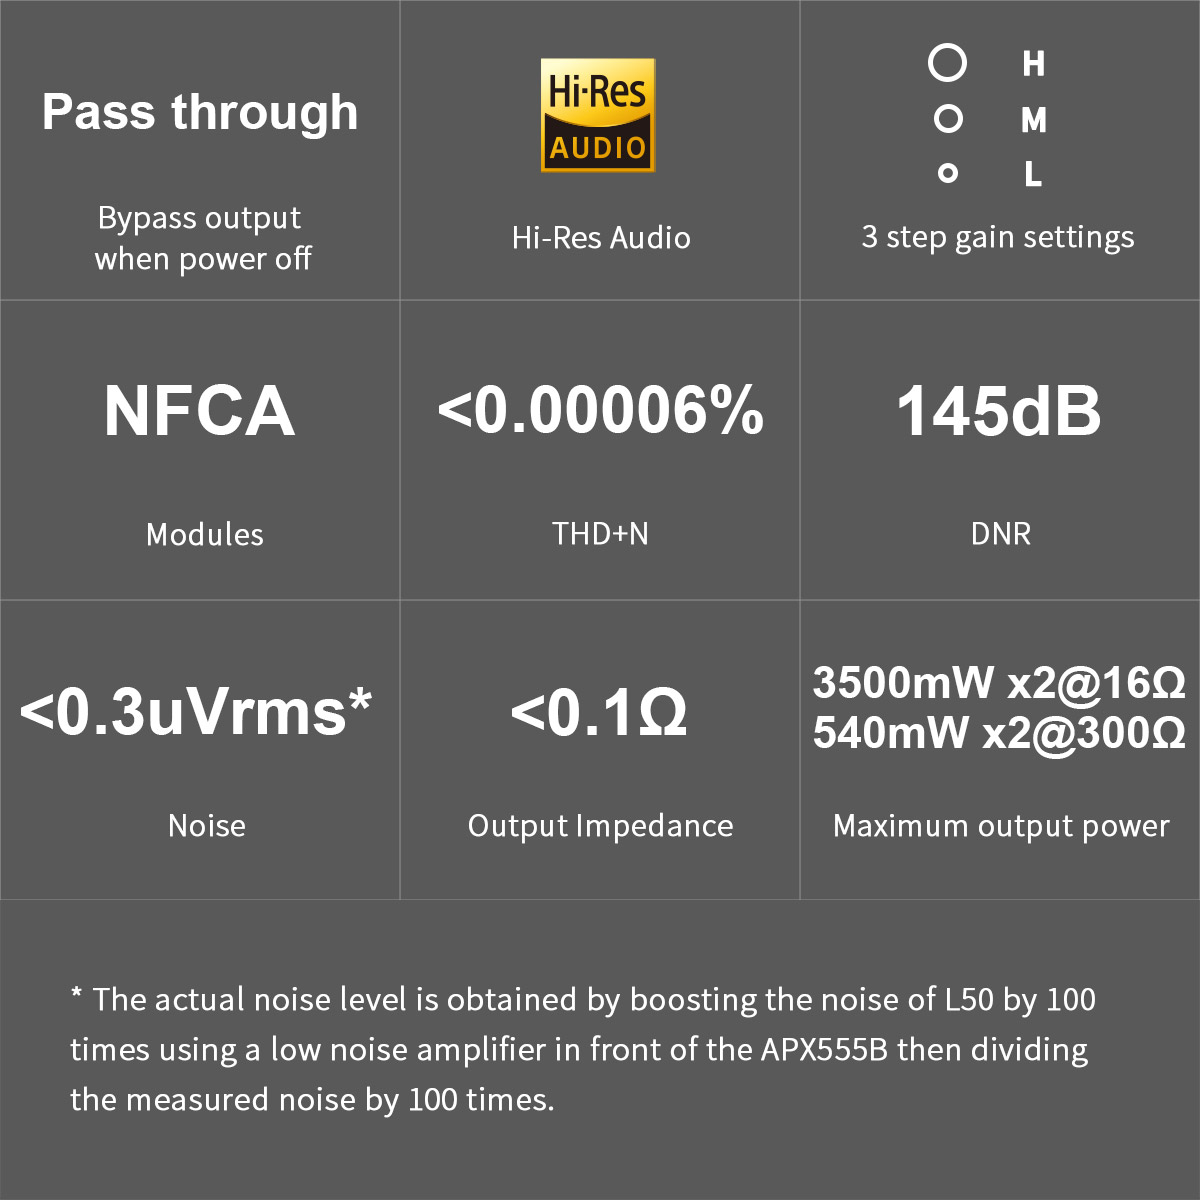 Pass through
Bypass output
when power off
Hi-Res
AUDIO
Hi-Res Audio
H
M
L
3 step gain settings
NFCA
Modules
<0.00006%
THD+N
145dB
DNR
<0.3uVrms*
Noise
<0.1Ω
Output Impedance
3500mW x2@16Ω
540mW x2@300Ω
Maximum output power
* The actual noise level is obtained by boosting the noise of L50 by 100
times using a low noise amplifier in front of the APX555B then dividing
the measured noise by 100 times.